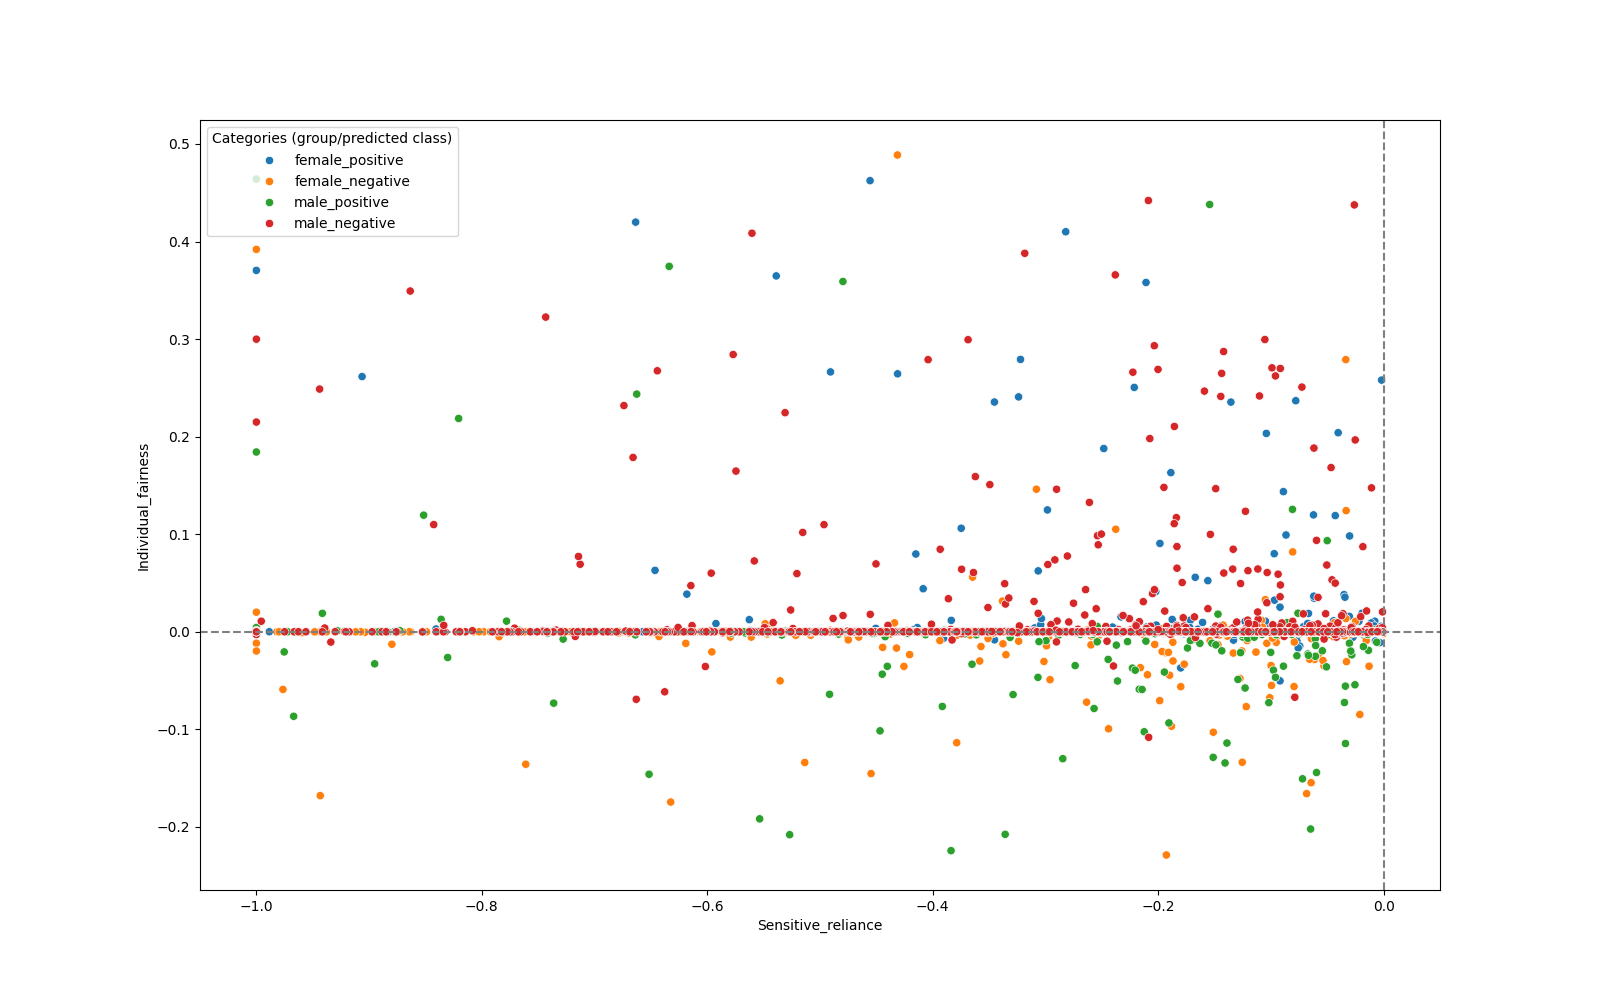 Categories (group/predicted class)
female_positive
female_negative
male_positive
male_negative
0.5
0.4
0.3
0.2
0.1
0.0
−0.1
−0.2
Individual_fairness
−1.0 −0.8 −0.6 −0.4 −0.2 0.0
Sensitive_reliance